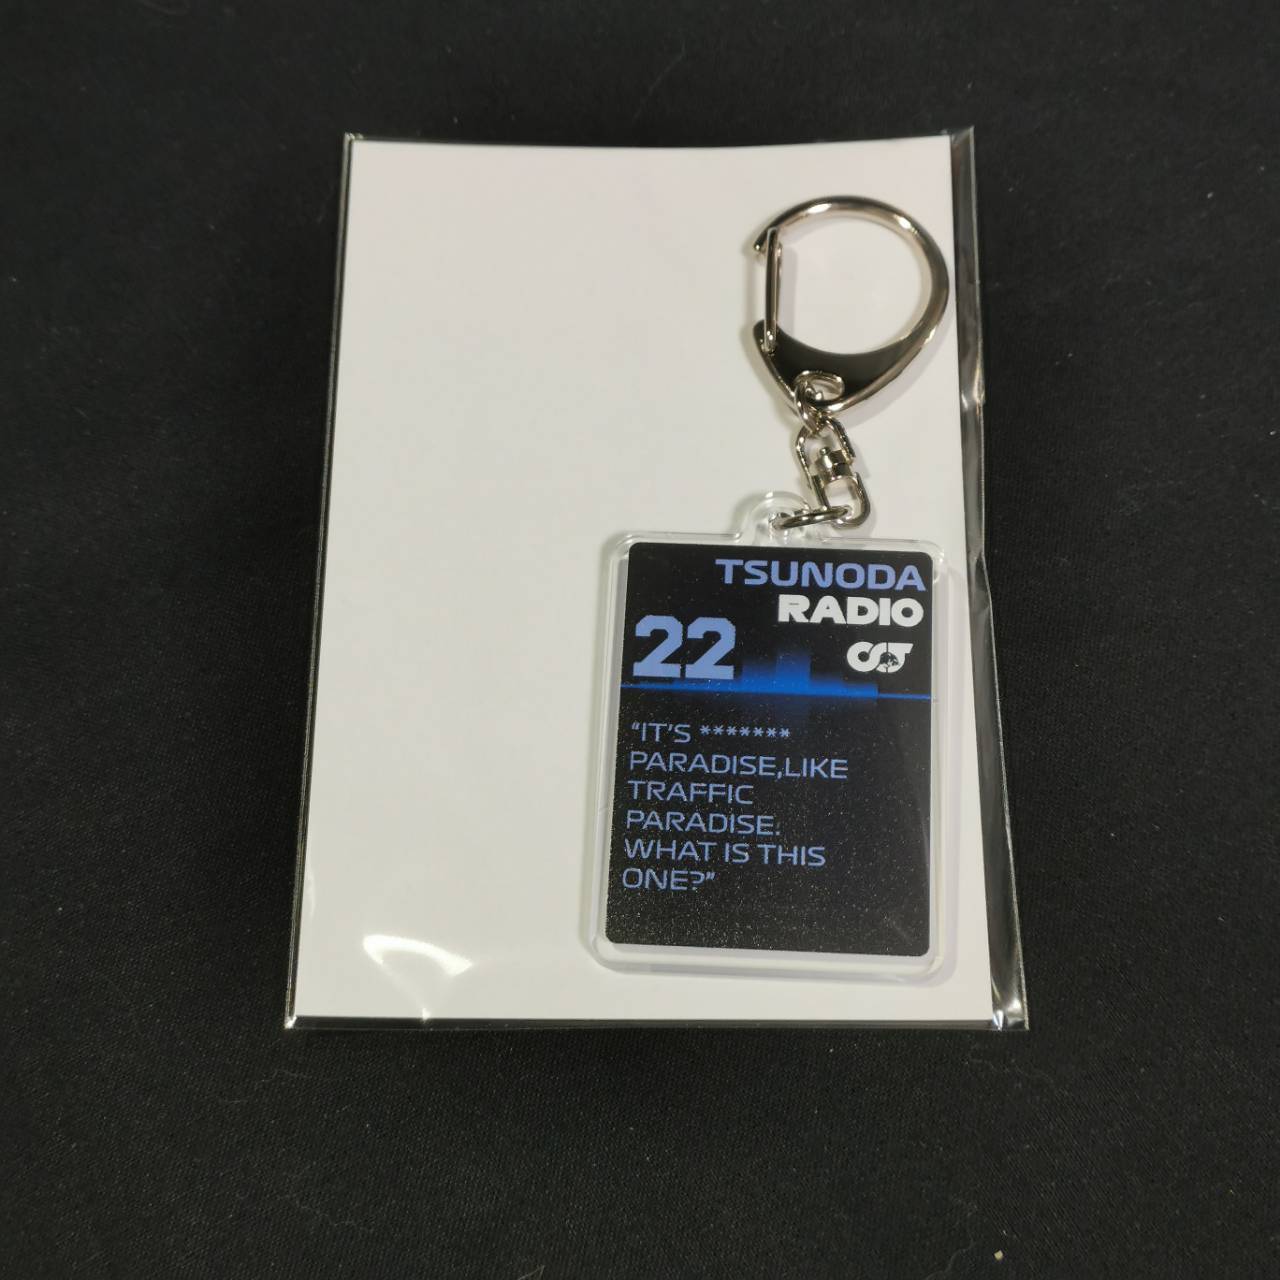 TSUNODA
RADIO
22
"IT'S *******
PARADISE,LIKE
TRAFFIC
PARADISE.
WHAT IS THIS
ONE?"